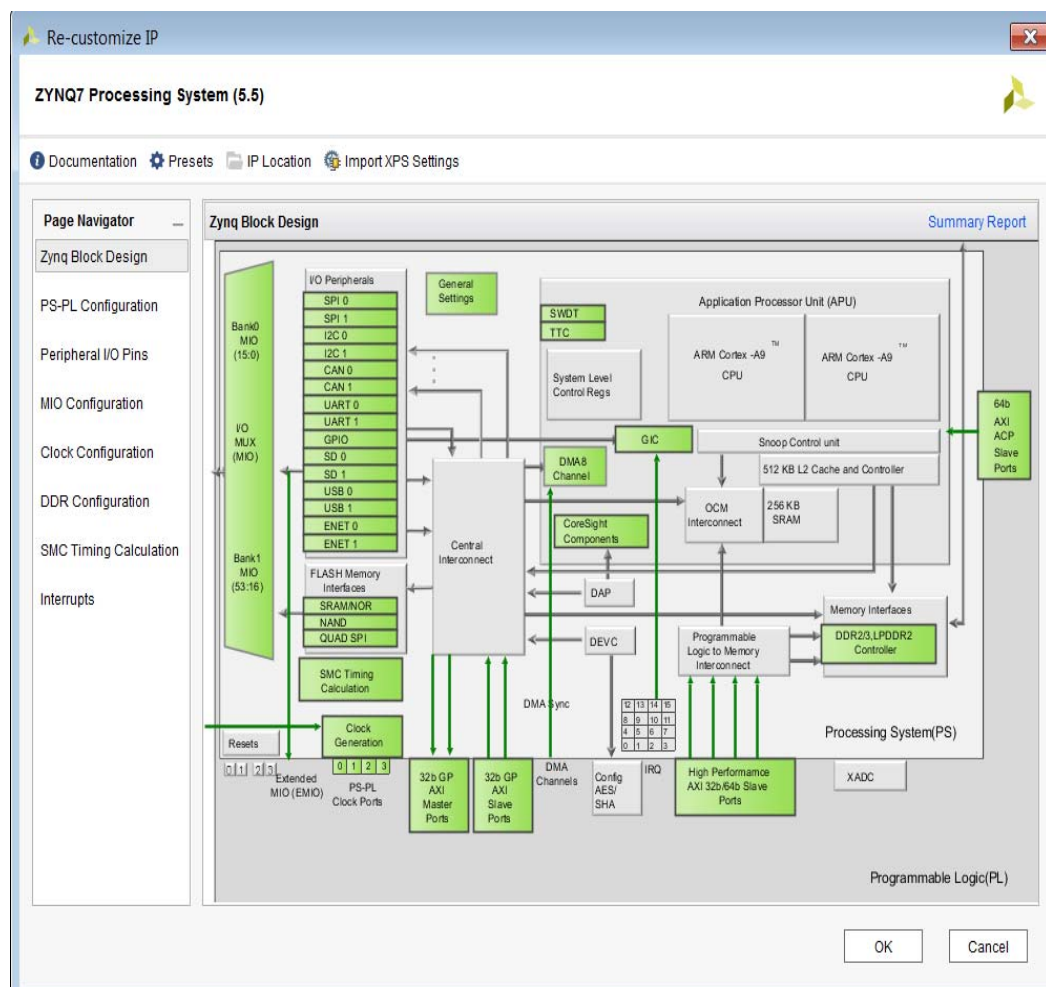 Re-customize IP
ZYNQ7 Processing System (5.5)
Documentation Presets IP Location Import XPS Settings
Page Navigator
Zynq Block Design
PS-PL Configuration
Peripheral I/O Pins
MIO Configuration
Clock Configuration
DDR Configuration
SMC Timing Calculation
Interrupts
Zynq Block Design
Summary Report
Bank0
MIO
(15:0)
I/O
MUX
(MIO)
Bank1
MIO
(53:16)
I/O Peripherals
SPI 0
SPI 1
I2C 0
I2C 1
CAN 0
CAN 1
UART 0
UART 1
GPIO
SD 0
SD 1
USB 0
USB 1
ENET 0
ENET 1
FLASH Memory
Interfaces
SRAM/NOR
NAND
QUAD SPI
SMC Timing
Calculation
General
Settings
Application Processor Unit (APU)
SWDT
TTC
System Level
Control Regs
ARM Cortex -A9 TM
CPU
ARM Cortex -A9 TM
CPU
GIC
Snoop Control unit
512 KB L2 Cache and Controller
DMA8
Channel
OCM
Interconnect
256 KB
SRAM
CoreSight
Components
Central
Interconnect
DAP
DEVC
Programmable
Logic to Memory
Interconnect
Memory Interfaces
DDR2/3,LPDDR2
Controller
64b
AXI
ACP
Slave
Ports
DMA Sync
12 13 14 15
8 9 10 11
4 5 6 7
0 1 2 3
Processing System(PS)
Resets
0 1 2 3
Clock
Generation
0 1 2 3
Extended
MIO (EMIO)
PS-PL
Clock Ports
32b GP
AXI
Master
Ports
32b GP
AXI
Slave
Ports
DMA
Channels
Config
AES/
SHA
IRQ
High Performamce
AXI 32b/64b Slave
Ports
XADC
Programmable Logic(PL)
OK
Cancel